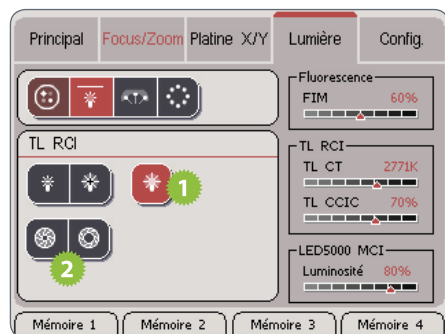 Principal Focus/Zoom Platine X/Y Lumière Config.
Fluorescence
FIM 60%
TL RCI
1
2
TL RCI
TL CT 2771K
TL CCIC 70%
LED5000 MCI
Luminosité 80%
Mémoire 1 Mémoire 2 Mémoire 3 Mémoire 4